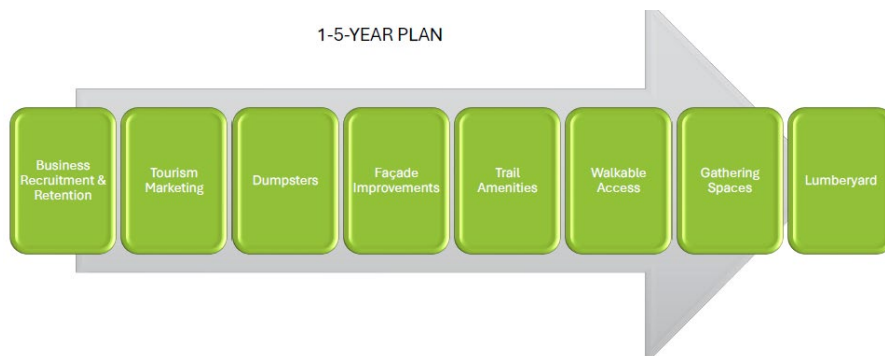 1-5-YEAR PLAN
Business
Recruitment &
Retention
Tourism
Marketing
Dumpsters
Façade
Improvements
Trail
Amenities
Walkable
Access
Gathering
Spaces
Lumberyard